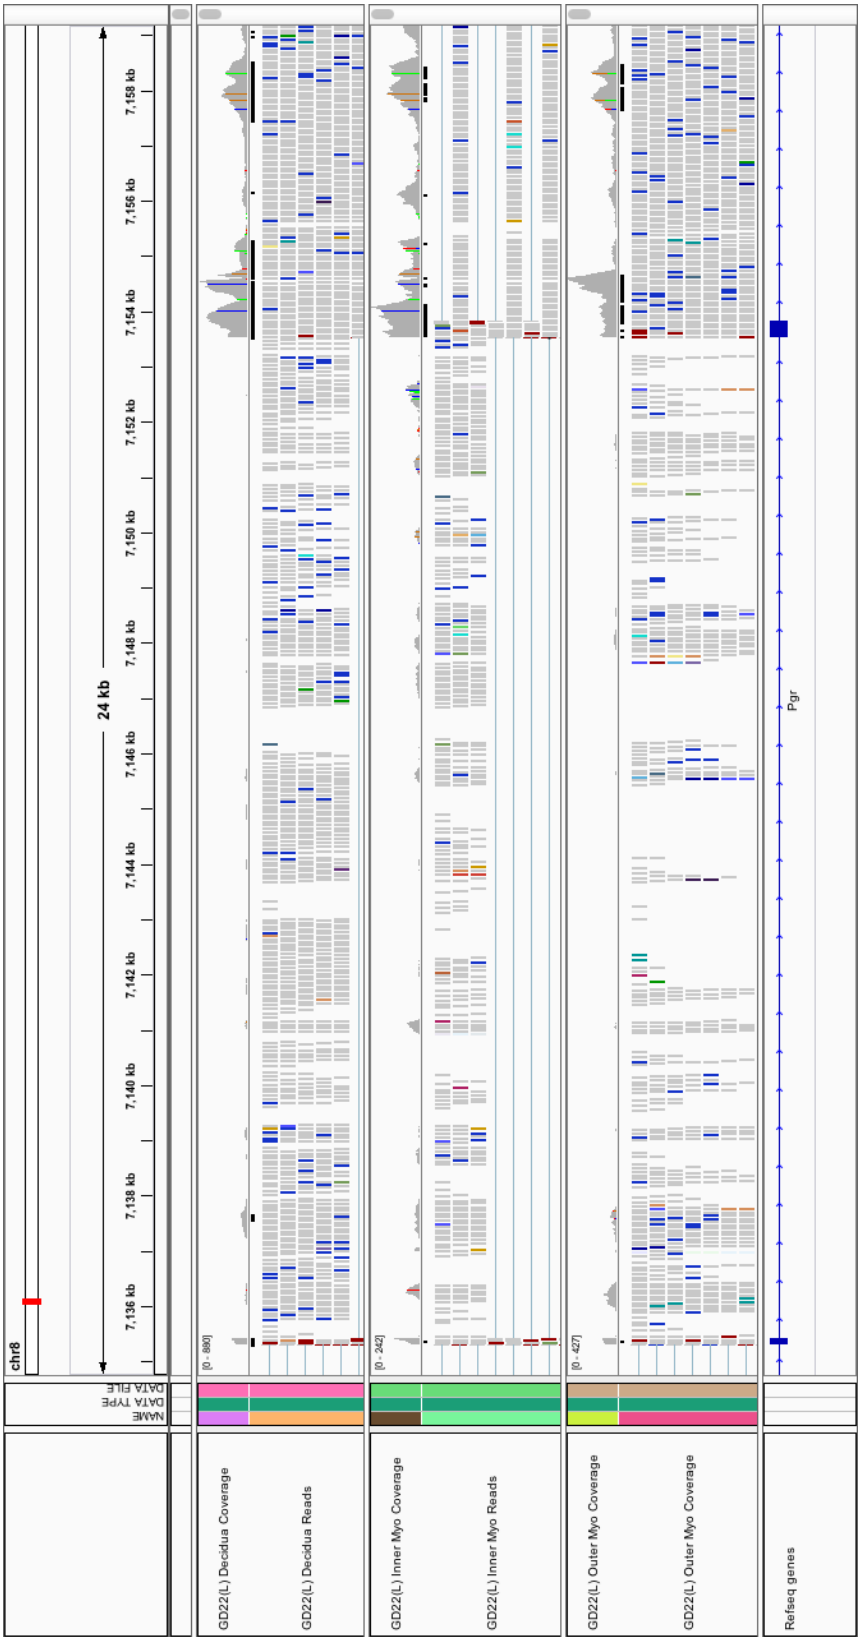 chr8
24 kb
7,136 kb
7,138 kb
7,140 kb
7,142 kb
7,144 kb
7,146 kb
7,148 kb
7,150 kb
7,152 kb
7,154 kb
7,156 kb
7,158 kb
NAME
DATA TYPE
DATA FILE
GD22(L) Decidua Coverage
[0 - 880]
GD22(L) Decidua Reads
GD22(L) Inner Myo Coverage
[0 - 242]
GD22(L) Inner Myo Reads
GD22(L) Outer Myo Coverage
[0 - 427]
GD22(L) Outer Myo Coverage
Refseq genes
Pgr